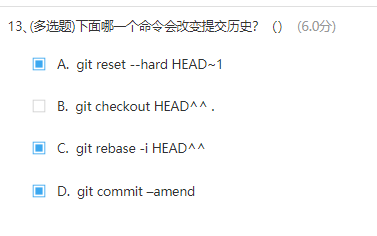 13、(多选题)下面哪一个命令会改变提交历史? () (6.0分)
A. git reset --hard HEAD~1
B. git checkout HEAD^^ .
C. git rebase -i HEAD^^
D. git commit –amend